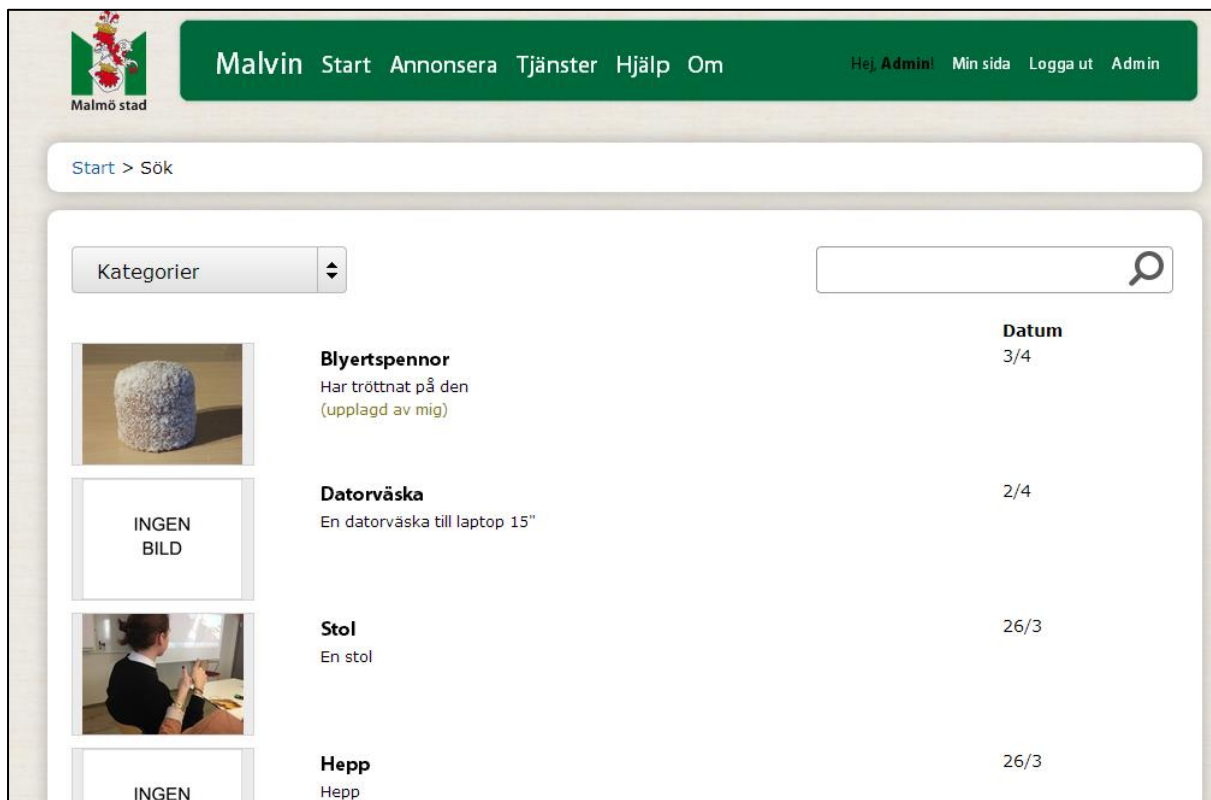 Malmö stad
Malvin Start Annonsera Tjänster Hjälp Om Hej, Admin! Min sida Logga ut Admin
Start > Sök
Kategorier
Datum
Blyertspennor 3/4
Har tröttnat på den
(upplagd av mig)
INGEN
BILD
Datorväska 2/4
En datorväska till laptop 15"
Stol 26/3
En stol
INGEN
Hepp 26/3
Hepp